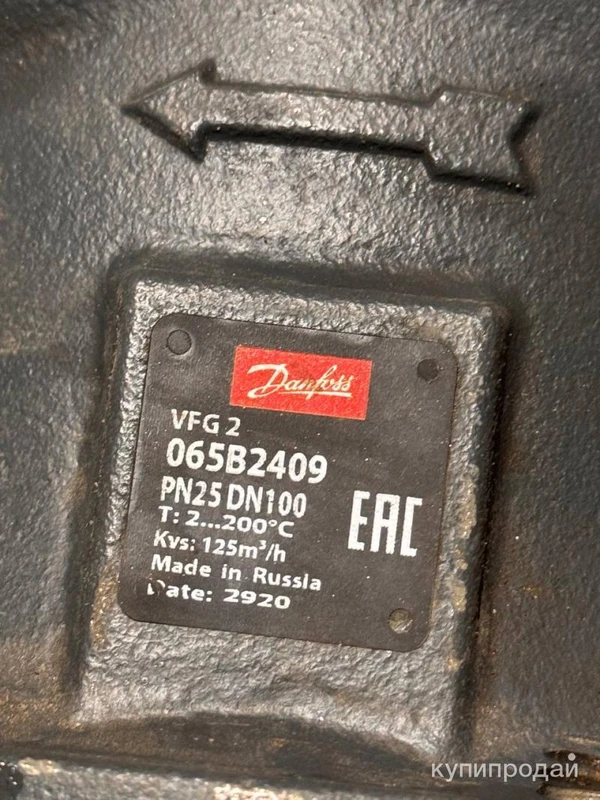 Danfoss
VFG 2
065B2409
PN25 DN100
T: 2...200°C
Kvs: 125m³/h
Made in Russia
Date: 2920
EAC
купипродай